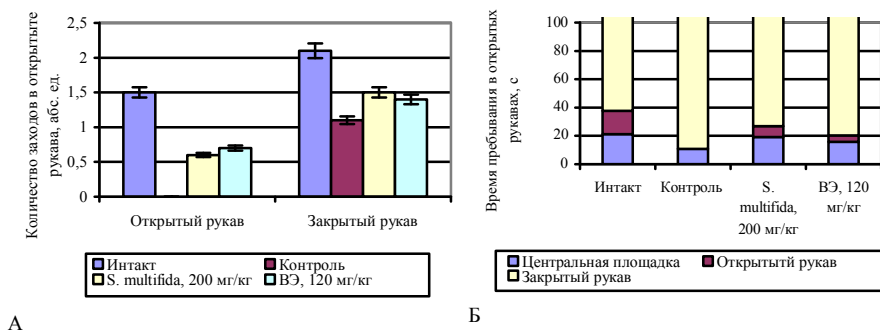 Количество заходов в открытыте
рукава, абс. ед.
2,5
2
1,5
1
0,5
0
Открытый рукав Закрытый рукав
Интакт Контроль
S. multifida, 200 мг/кг ВЭ, 120 мг/кг
А
Время пребывания в открытых
рукавах, с
100
80
60
40
20
0
Интакт Контроль S. ВЭ, 120
multifida, мг/кг
200 мг/кг
Центральная площадка Открытытй рукав
Закрытый рукав
Б